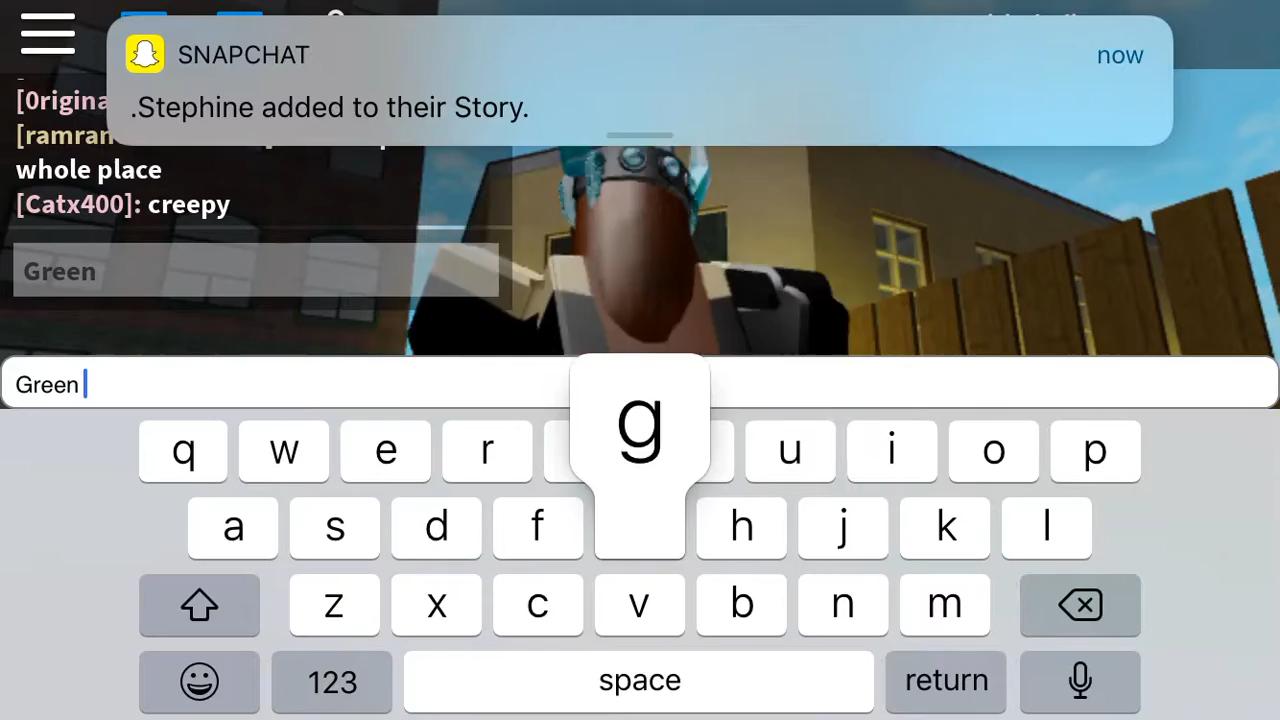 SNAPCHAT
now
.Stephine added to their Story.
[0rigina
[ramran
whole place
[Catx400]: creepy
Green
Green
g
q w e r u i o p
a s d f h j k l
z x c v b n m
123 space return